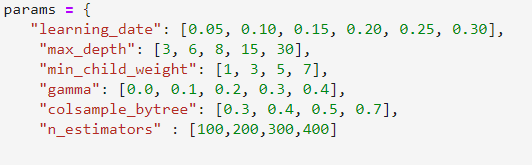 params = {
"learning_date": [0.05, 0.10, 0.15, 0.20, 0.25, 0.30],
"max_depth": [3, 6, 8, 15, 30],
"min_child_weight": [1, 3, 5, 7],
"gamma": [0.0, 0.1, 0.2, 0.3, 0.4],
"colsample_bytree": [0.3, 0.4, 0.5, 0.7],
"n_estimators" : [100,200,300,400]